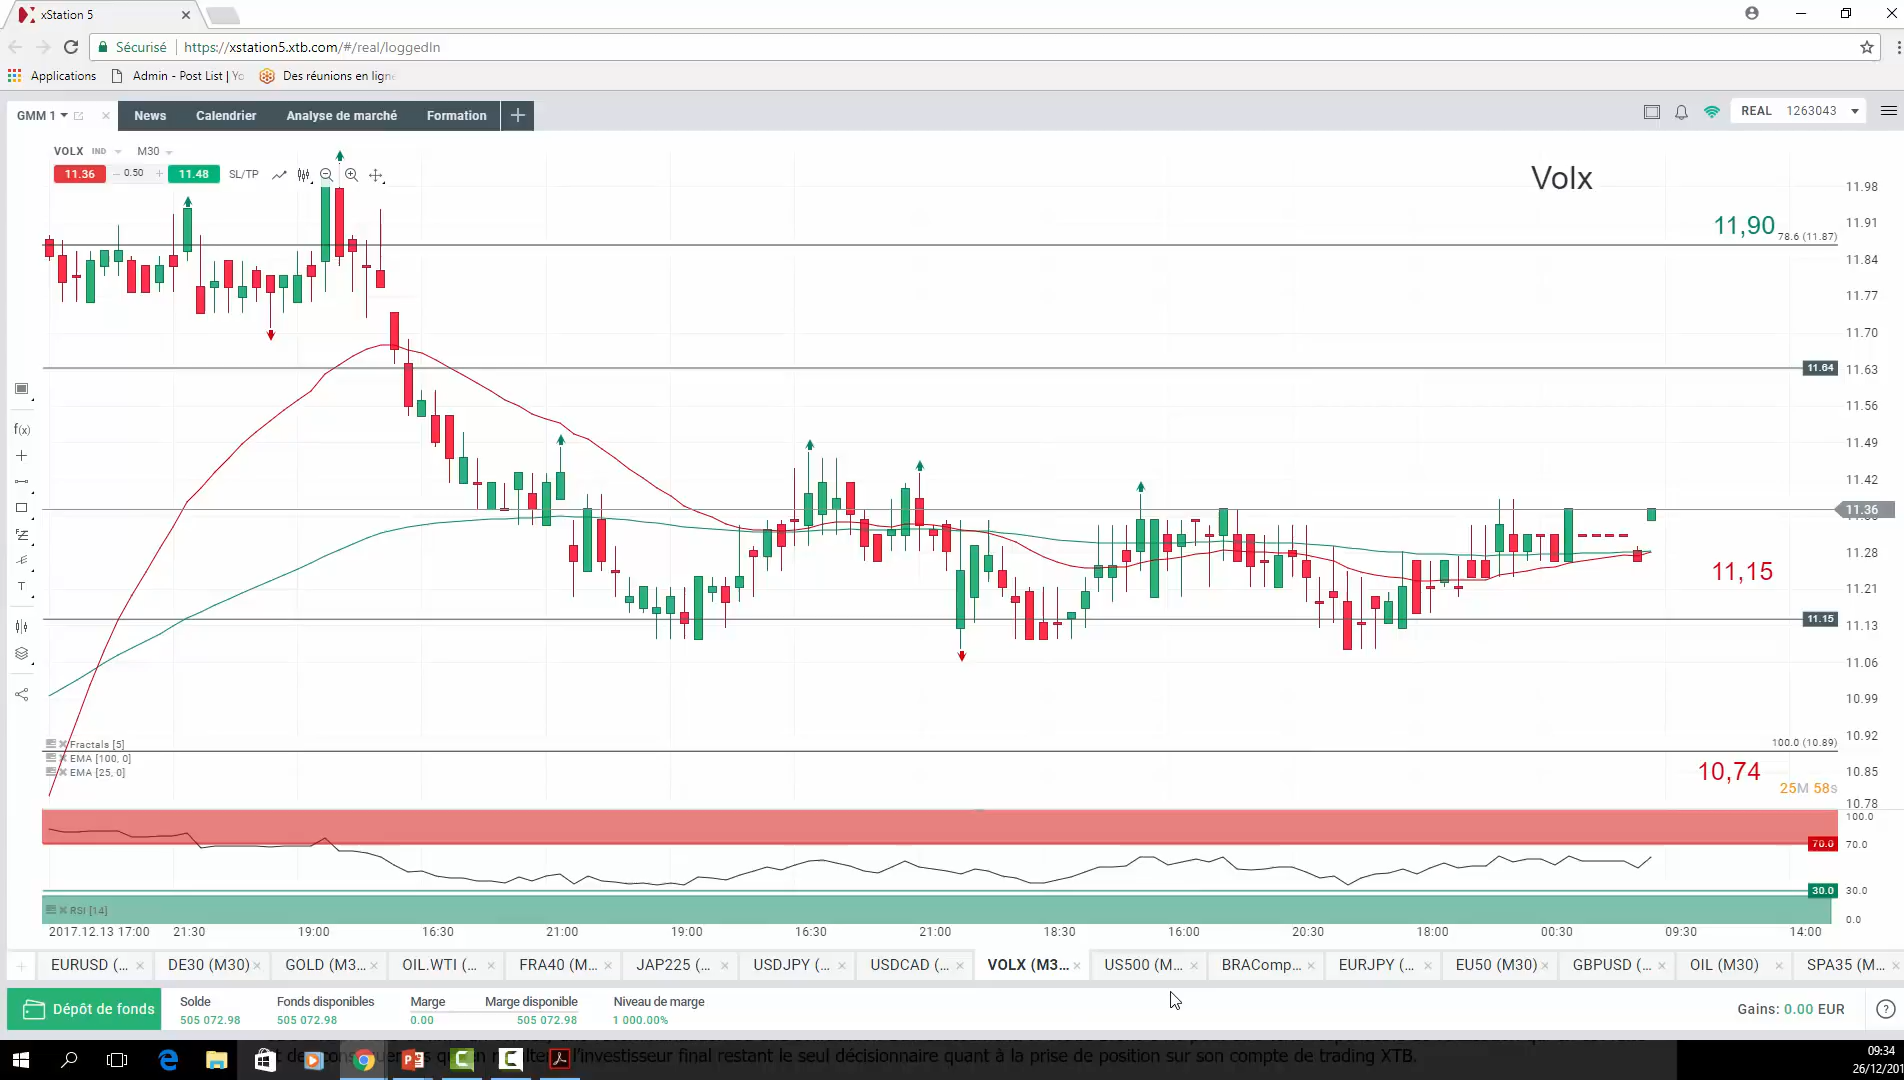 xStation 5
Sécurisé
https://xstation5.xtb.com/#/real/loggedIn
Applications
Admin - Post List | Yo
Des réunions en ligne
GMM 1
News
Calendrier
Analyse de marché
Formation
REAL
1263043
VOLX IND M30
11.36
0.50
11.48
SL/TP
Volx
11.98
11,90
11.91
78.6 (11.87)
11.84
11.77
11.70
11.64
11.63
11.56
11.49
11.42
11.36
11.28
11,15
11.21
11.15
11.13
11.06
10.99
10.92
100.0 (10.89)
Fractals [5]
EMA [100, 0]
EMA [25, 0]
10,74
10.85
25M 58s
10.78
100.0
70.0
70.0
30.0
30.0
RSI [14]
0.0
f(x)
T
2017.12.13 17:00
21:30
19:00
16:30
21:00
19:00
16:30
21:00
18:30
16:00
20:30
18:00
00:30
09:30
14:00
EURUSD (...
DE30 (M30)
GOLD (M3...
OIL.WTI (...
FRA40 (M...
JAP225 (...
USDJPY (...
USDCAD (...
VOLX (M3...
US500 (M...
BRAComp...
EURJPY (...
EU50 (M30)
GBPUSD (...
OIL (M30)
SPA35 (M...
Dépôt de fonds
Solde
505 072.98
Fonds disponibles
505 072.98
Marge
0.00
Marge disponible
505 072.98
Niveau de marge
1 000.00%
Gains: 0.00 EUR
l'investisseur final restant le seul décisionnaire quant à la prise de position sur son compte de trading XTB.
09:34
26/12/201